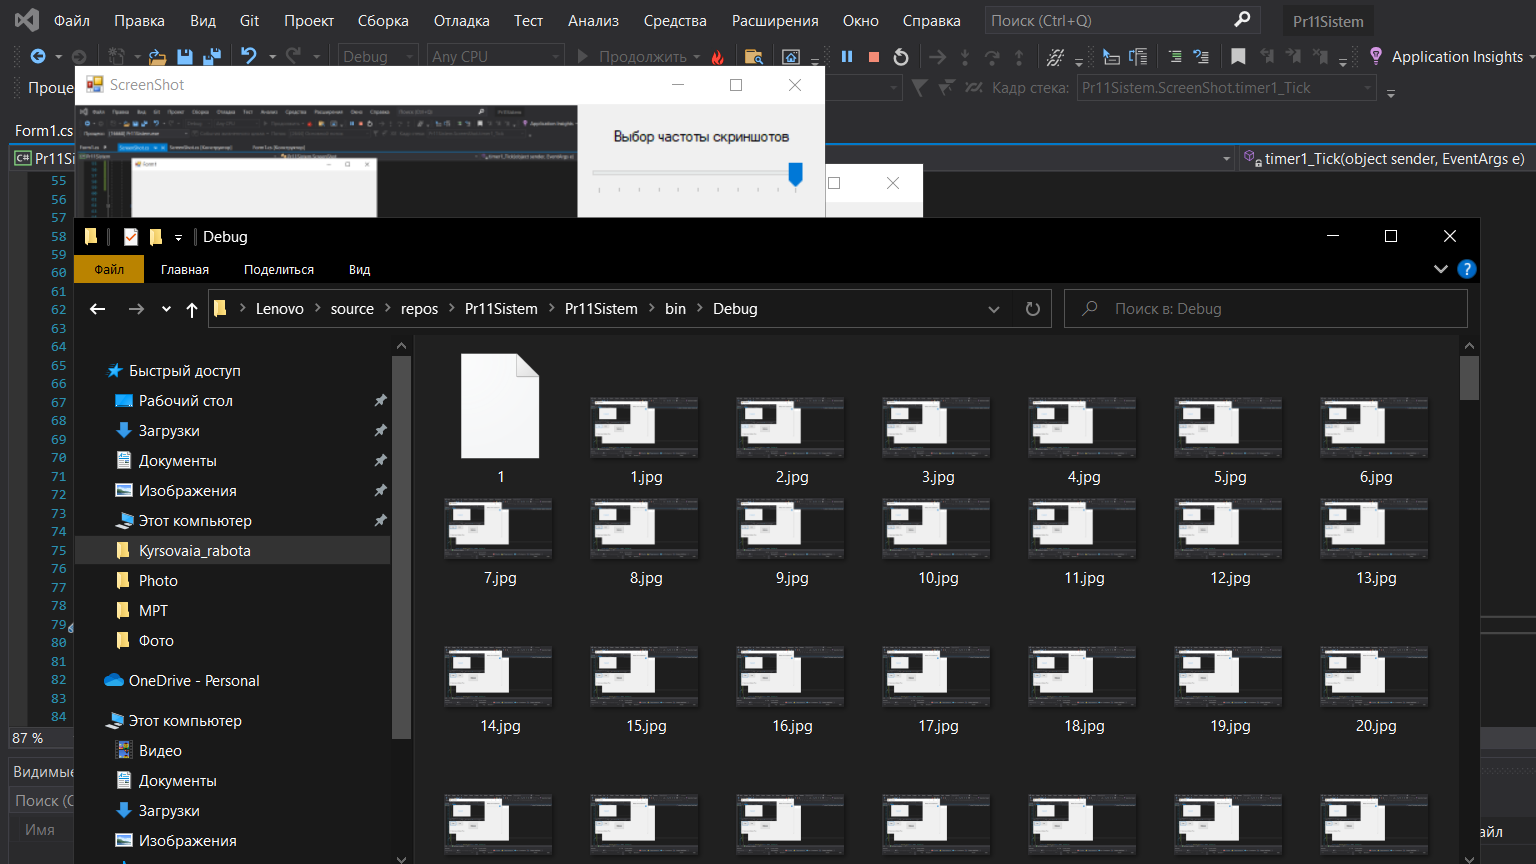 Файл Правка Вид Git Проект Сборка Отладка Тест Анализ Средства Расширения Окно Справка Поиск (Ctrl+Q) Pr11Sistem
Debug Any CPU Продолжить Application Insights
Проце Кадр стека: Pr11Sistem.ScreenShot.timer1_Tick
ScreenShot
Выбор частоты скриншотов
Form1.cs
C# Pr11Si timer1_Tick(object sender, EventArgs e)
55
56
57
58
59
60
61
62
63
64
65
66
67
68
69
70
71
72
73
74
75
76
77
78
79
80
81
82
83
84
87 %
Видимые
Поиск (C
Имя
айл
Debug
Файл Главная Поделиться Вид
Lenovo source repos Pr11Sistem Pr11Sistem bin Debug Поиск в: Debug
Быстрый доступ
Рабочий стол
Загрузки
Документы
Изображения
Этот компьютер
Kyrsovaia_rabota
Photo
МРТ
Фото
OneDrive - Personal
Этот компьютер
Видео
Документы
Загрузки
Изображения
1 1.jpg 2.jpg 3.jpg 4.jpg 5.jpg 6.jpg
7.jpg 8.jpg 9.jpg 10.jpg 11.jpg 12.jpg 13.jpg
14.jpg 15.jpg 16.jpg 17.jpg 18.jpg 19.jpg 20.jpg